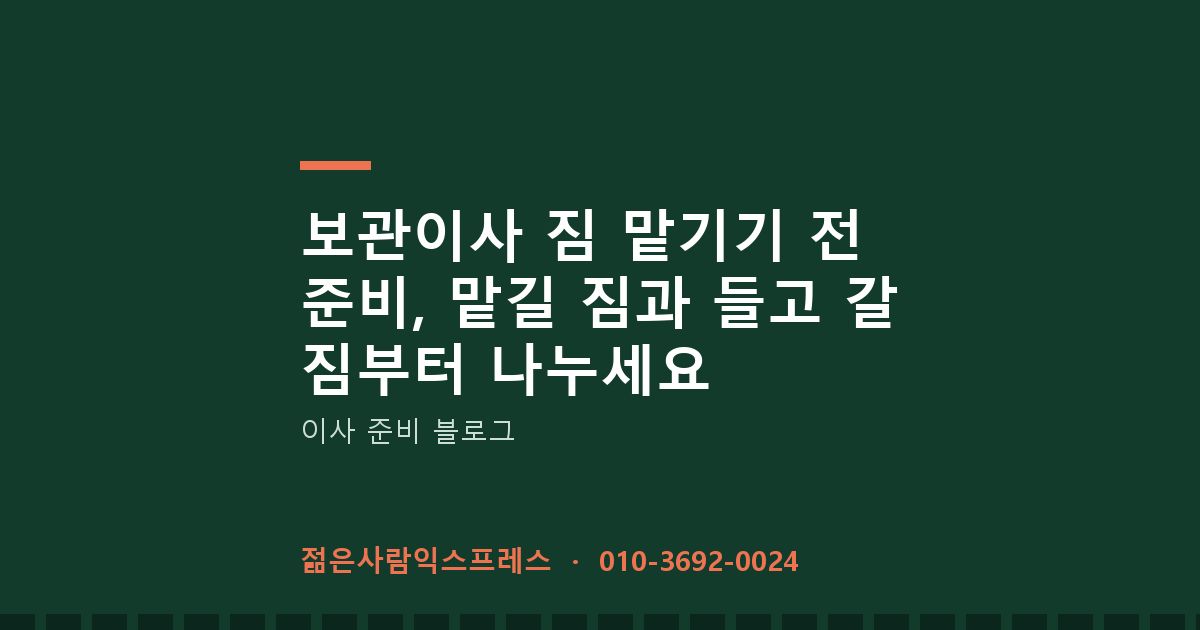 보관이사 짐 맡기기 전
준비, 맡길 짐과 들고 갈
짐부터 나누세요
이사 준비 블로그
젊은사람익스프레스 · 010-3692-0024